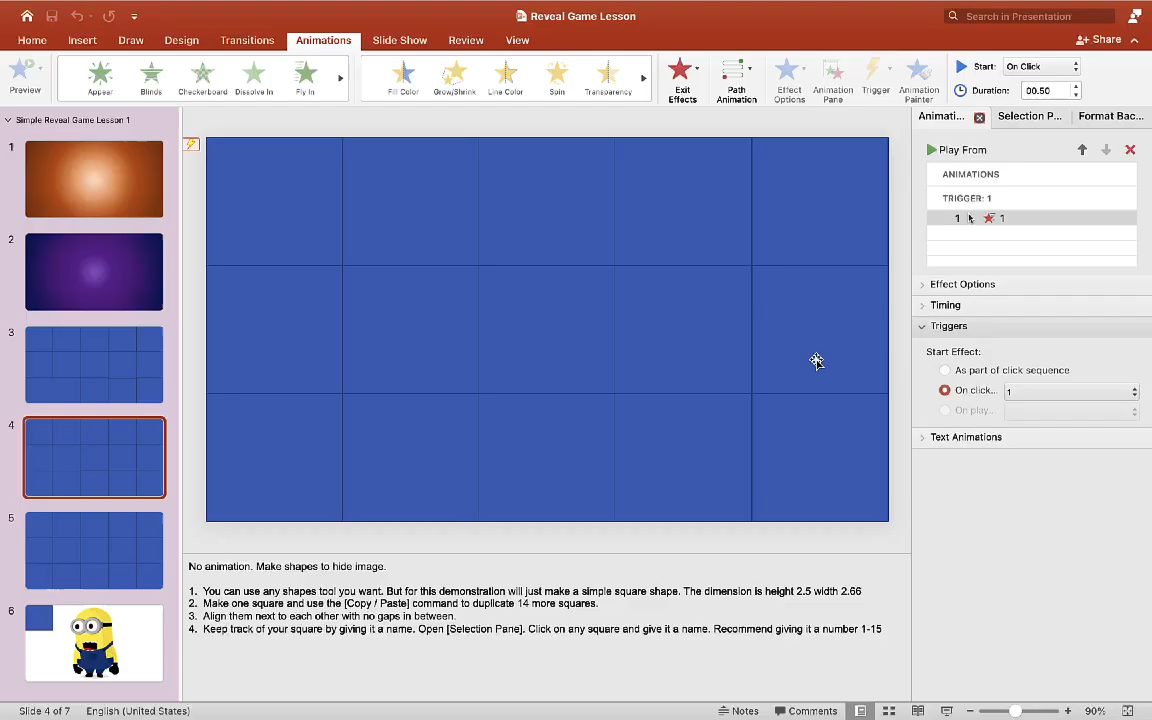 Reveal Game Lesson
Search in Presentation
Home Insert Draw Design Transitions Animations Slide Show Review View
Share
Preview
Appear Blinds Checkerboard Dissolve In Fly In
Fill Color Grow/Shrink Line Color Spin Transparency
Exit Effects
Path Animation
Effect Options
Animation Pane
Trigger
Animation Painter
Start: On Click
Duration: 00.50
Simple Reveal Game Lesson 1
Animati... Selection P... Format Bac...
1
2
3
4
5
6
Play From
ANIMATIONS
TRIGGER: 1
1 1
Effect Options
Timing
Triggers
Start Effect:
As part of click sequence
On click... 1
On play...
Text Animations
No animation. Make shapes to hide image.
1. You can use any shapes tool you want. But for this demonstration will just make a simple square shape. The dimension is height 2.5 width 2.66
2. Make one square and use the [Copy / Paste] command to duplicate 14 more squares.
3. Align them next to each other with no gaps in between.
4. Keep track of your square by giving it a name. Open [Selection Pane]. Click on any square and give it a name. Recommend giving it a number 1-15
Slide 4 of 7 English (United States)
Notes Comments 90%